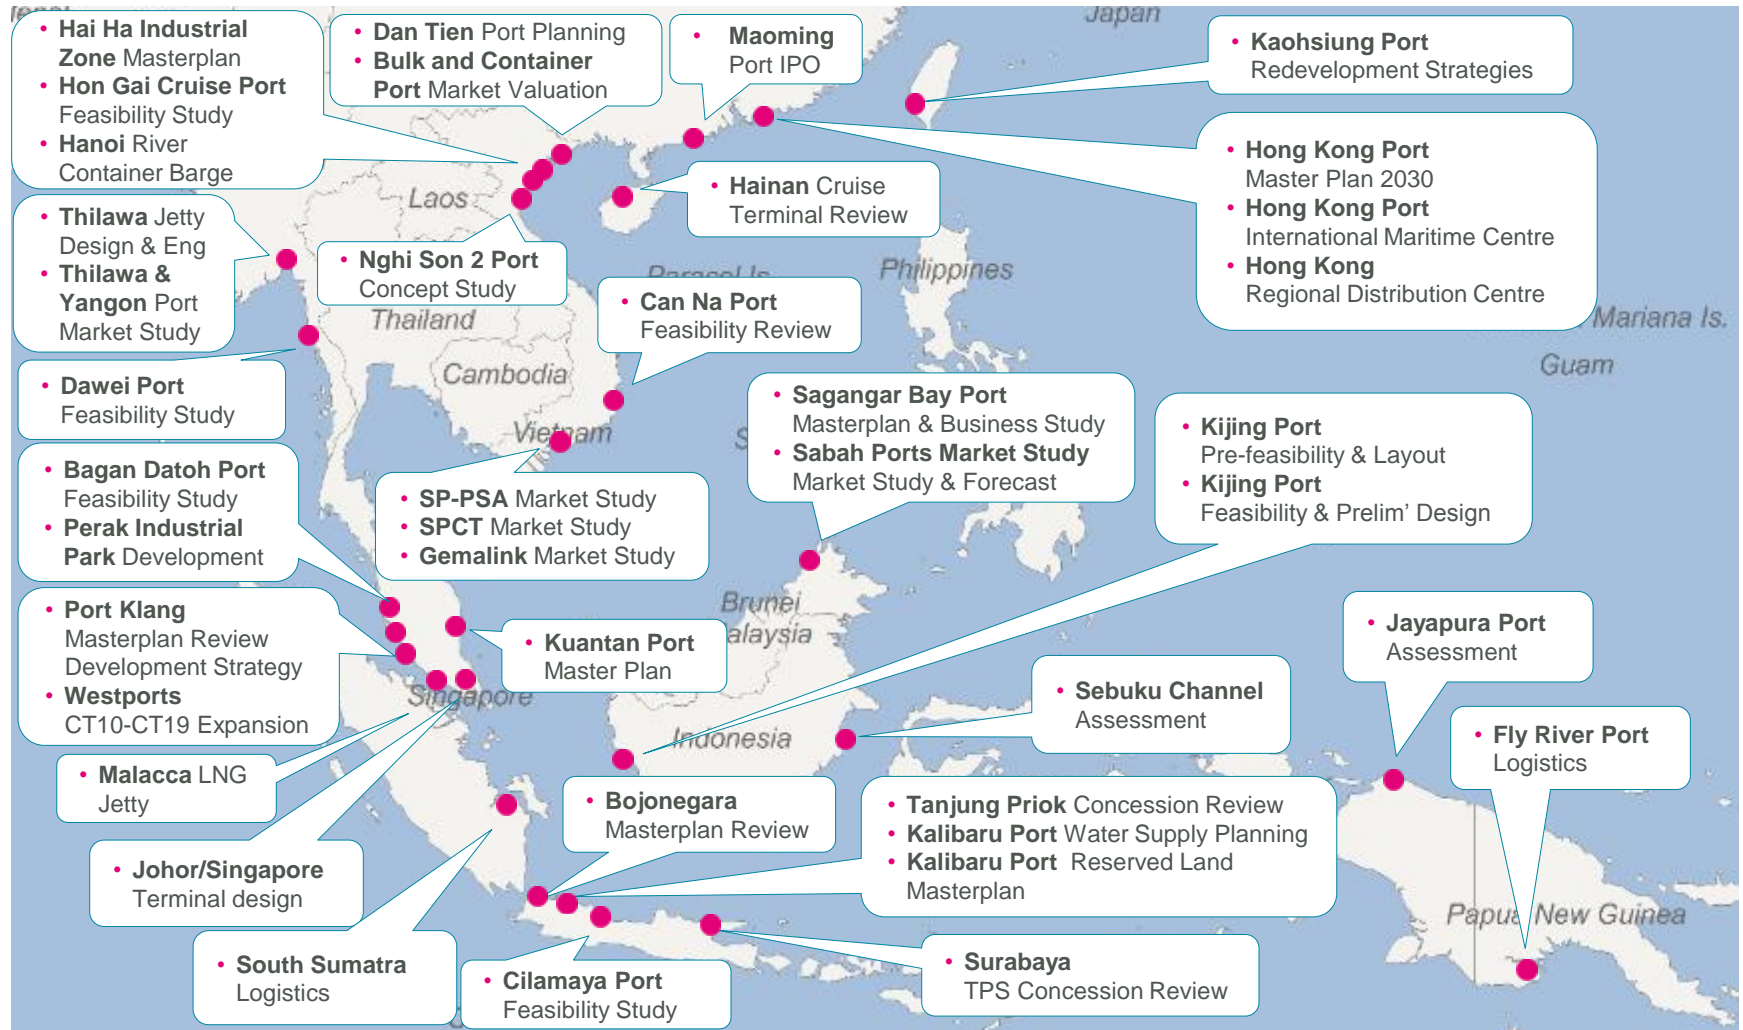 Japan
• Hai Ha Industrial
Zone Masterplan
• Hon Gai Cruise Port
Feasibility Study
• Hanoi River
Container Barge
• Dan Tien Port Planning
• Bulk and Container
Port Market Valuation
• Maoming
Port IPO
• Kaohsiung Port
Redevelopment Strategies
• Hong Kong Port
Master Plan 2030
• Hong Kong Port
International Maritime Centre
• Hong Kong
Regional Distribution Centre
• Hainan Cruise
Terminal Review
Laos
• Thilawa Jetty
Design & Eng
• Thilawa &
Yangon Port
Market Study
• Nghi Son 2 Port
Concept Study
Paracel Is.
Philippines
• Can Na Port
Feasibility Review
Thailand
Mariana Is.
Guam
Cambodia
Vietnam
• Dawei Port
Feasibility Study
• Sagangar Bay Port
Masterplan & Business Study
• Sabah Ports Market Study
Market Study & Forecast
• Kijing Port
Pre-feasibility & Layout
• Kijing Port
Feasibility & Prelim' Design
• Bagan Datoh Port
Feasibility Study
• Perak Industrial
Park Development
• SP-PSA Market Study
• SPCT Market Study
• Gemalink Market Study
Brunei
alaysia
• Port Klang
Masterplan Review
Development Strategy
• Westports
CT10-CT19 Expansion
• Kuantan Port
Master Plan
Singapore
• Jayapura Port
Assessment
• Sebuku Channel
Assessment
Indonesia
• Fly River Port
Logistics
• Malacca LNG
Jetty
• Bojonegara
Masterplan Review
• Tanjung Priok Concession Review
• Kalibaru Port Water Supply Planning
• Kalibaru Port Reserved Land
Masterplan
• Johor/Singapore
Terminal design
Papua New Guinea
• South Sumatra
Logistics
• Cilamaya Port
Feasibility Study
• Surabaya
TPS Concession Review